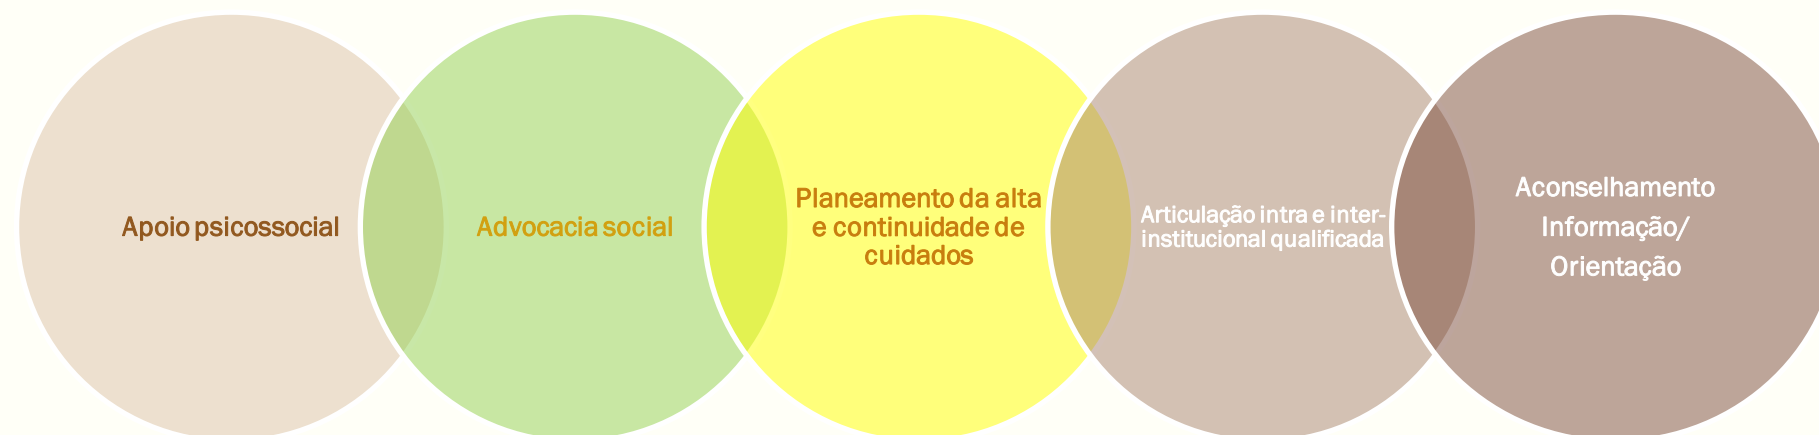 Apoio psicossocial
Advocacia social
Planeamento da alta
e continuidade de
cuidados
Articulação intra e inter-
institucional qualificada
Aconselhamento
Informação/
Orientação